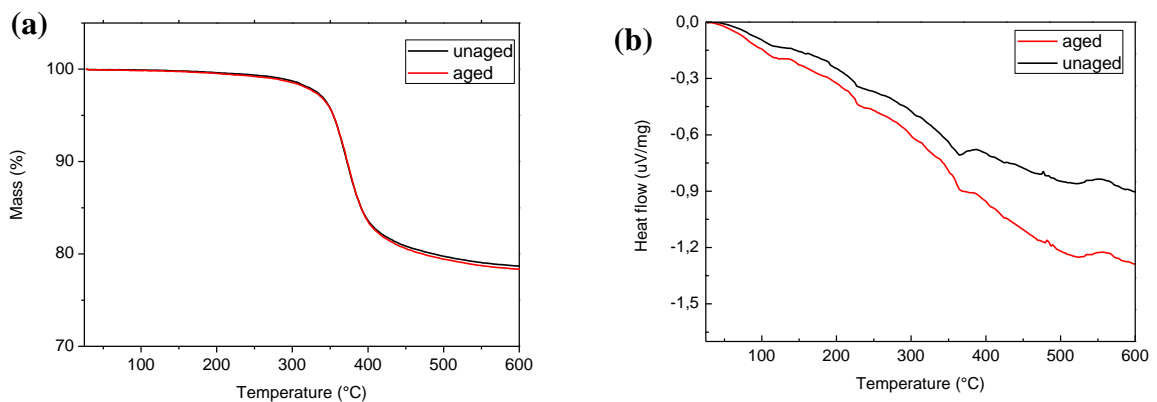 (a)
unaged
aged
100
90
80
70
Mass (%)
100 200 300 400 500 600
Temperature (°C)
(b)
aged
unaged
0,0
-0,3
-0,6
-0,9
-1,2
-1,5
Heat flow (uV/mg)
100 200 300 400 500 600
Temperature (°C)